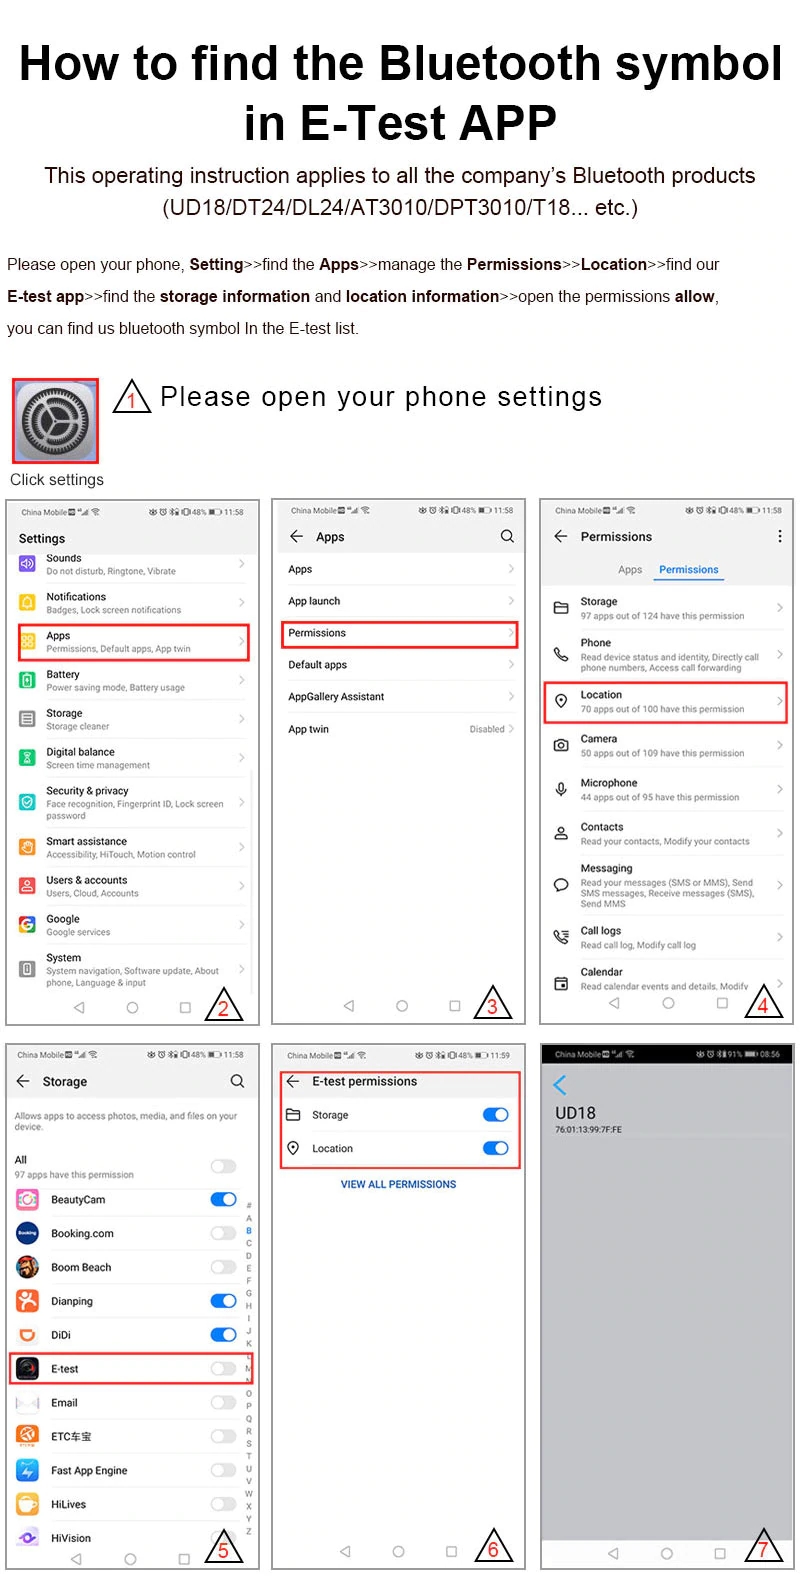 How to find the Bluetooth symbol
in E-Test APP
This operating instruction applies to all the company's Bluetooth products
(UD18/DT24/DL24/AT3010/DPT3010/T18... etc.)
Please open your phone, Setting>>find the Apps>>manage the Permissions>>Location>>find our
E-test app>>find the storage information and location information>>open the permissions allow,
you can find us bluetooth symbol In the E-test list.
1 Please open your phone settings
Click settings
China Mobile 48% 11:58
Settings
Sounds
Do not disturb, Ringtone, Vibrate
Notifications
Badges, Lock screen notifications
Apps
Permissions, Default apps, App twin
Battery
Power saving mode, Battery usage
Storage
Storage cleaner
Digital balance
Screen time management
Security & privacy
Face recognition, Fingerprint ID, Lock screen
password
Smart assistance
Accessibility, HiTouch, Motion control
Users & accounts
Users, Cloud, Accounts
Google
Google services
System
System navigation, Software update, About
phone, Language & input
2
China Mobile 48% 11:58
Apps
Apps
App launch
Permissions
Default apps
AppGallery Assistant
App twin Disabled
3
China Mobile 48% 11:58
Permissions
Apps Permissions
Storage
97 apps out of 124 have this permission
Phone
Read device status and identity, Directly call
phone numbers, Access call forwarding
Location
70 apps out of 100 have this permission
Camera
50 apps out of 109 have this permission
Microphone
44 apps out of 95 have this permission
Contacts
Read your contacts, Modify your contacts
Messaging
Read your messages (SMS or MMS), Send
SMS messages, Receive messages (SMS),
Send MMS
Call logs
Read call log, Modify call log
Calendar
Read calendar events and details, Modify
4
China Mobile 48% 11:58
Storage
Allows apps to access photos, media, and files on your
device.
All
97 apps have this permission
BeautyCam
Booking.com
Booking
Boom Beach
Dianping
DiDi
E-test
Email
ETC车宝
Fast App Engine
HiLives
HiVision
#
A
B
C
D
E
F
G
H
I
J
K
L
M
N
O
P
Q
R
S
T
U
V
W
X
Y
Z
5
China Mobile 48% 11:59
E-test permissions
Storage
Location
VIEW ALL PERMISSIONS
6
China Mobile 91% 08:56
UD18
76:01:13:99:7F:FE
7